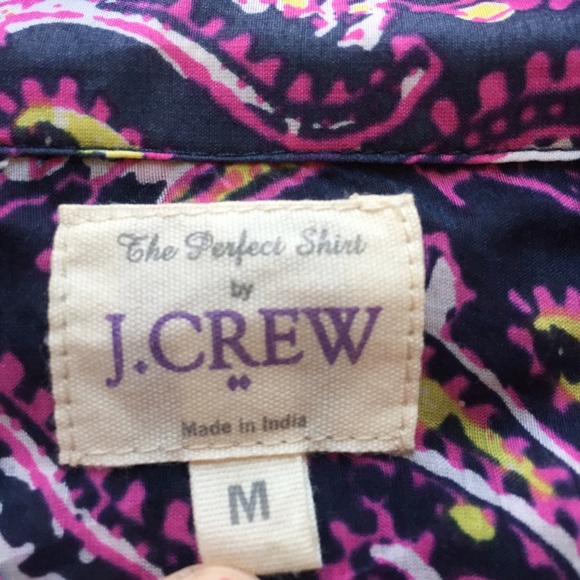 The Perfect Shirt
by
J.CREW
Made in India
M